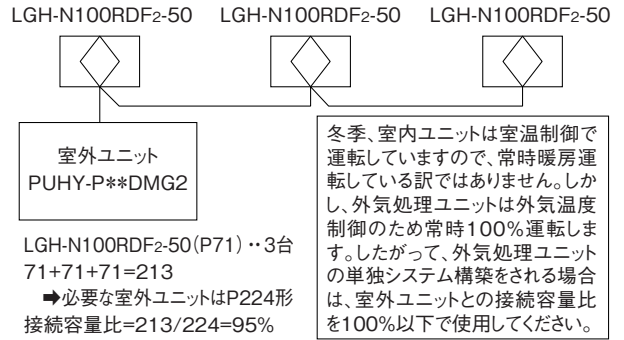 LGH-N100RDF2-50 LGH-N100RDF2-50 LGH-N100RDF2-50
室外ユニット
PUHY-P**DMG2
LGH-N100RDF2-50(P71)‥3台
71+71+71=213
➡必要な室外ユニットはP224形
接続容量比=213/224=95%
冬季、室内ユニットは室温制御で
運転していますので、常時暖房運
転している訳ではありません。しか
し、外気処理ユニットは外気温度
制御のため常時100%運転しま
す。したがって、外気処理ユニット
の単独システム構築をされる場合
は、室外ユニットとの接続容量比
を100%以下で使用してください。